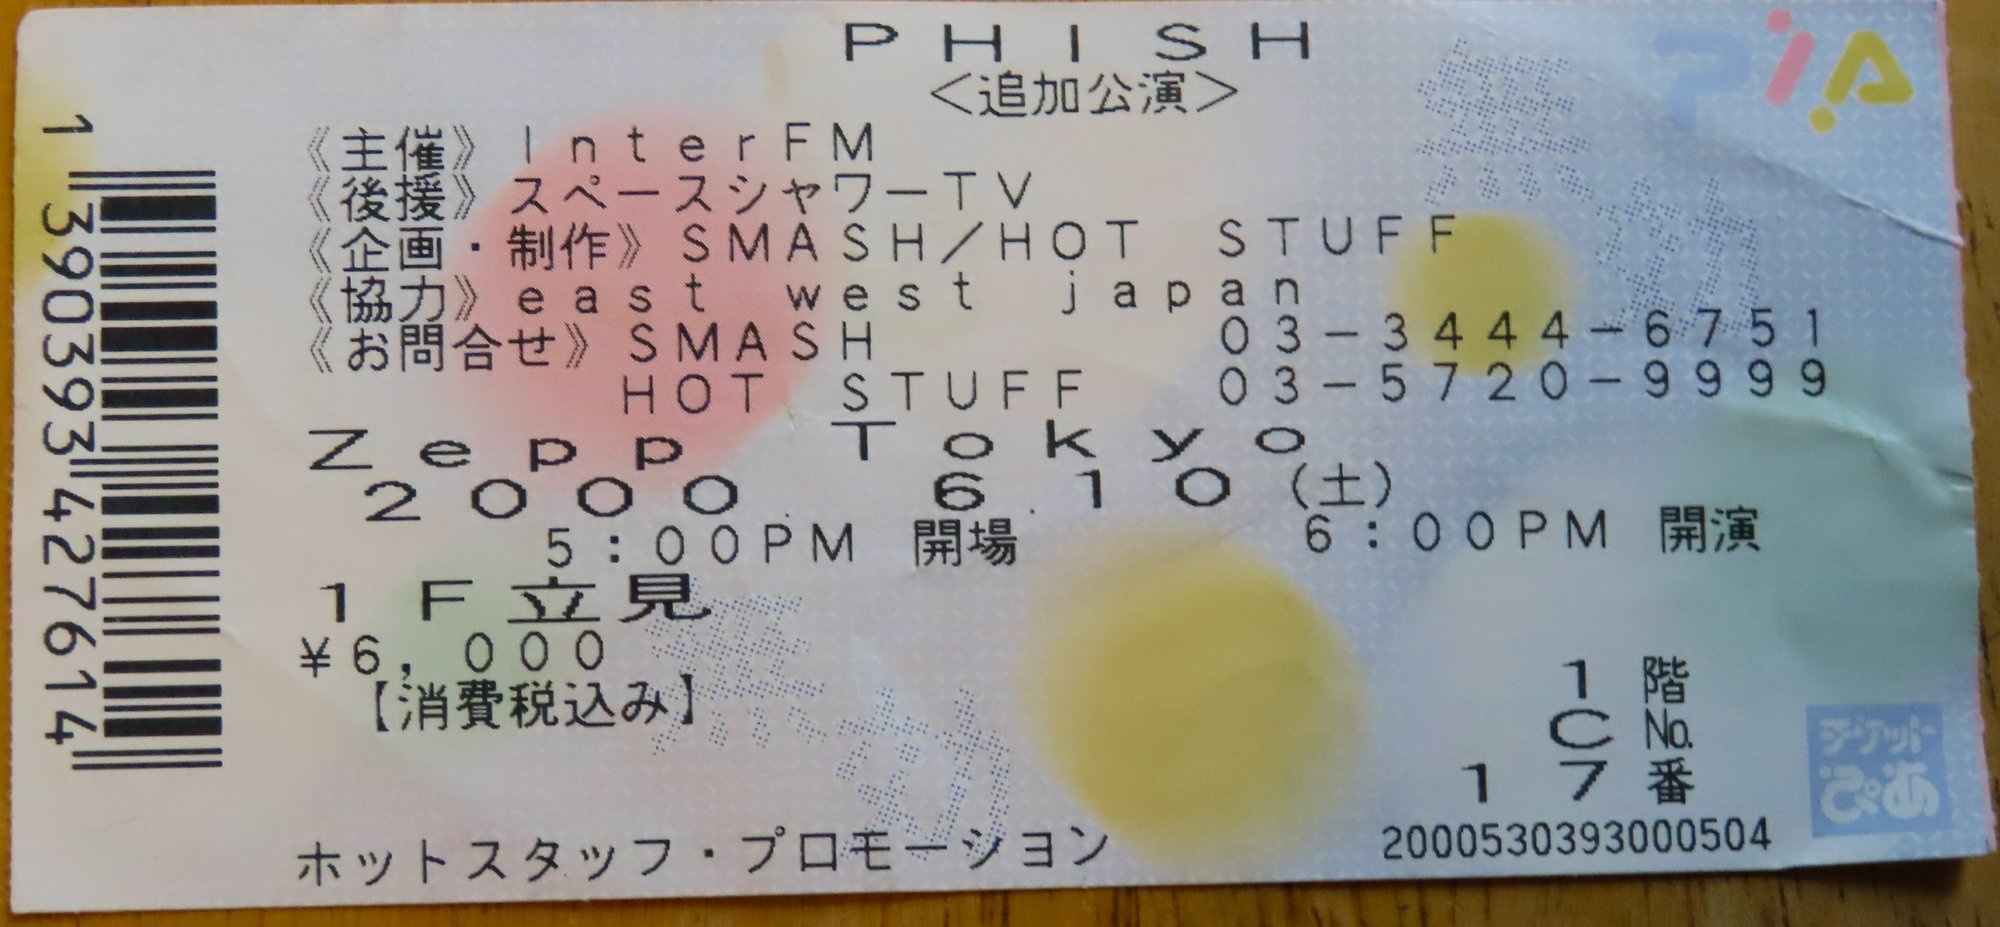 PHISH
＜追加公演＞
《主催》InterFM
《後援》スペースシャワーTV
《企画・制作》SMASH／HOT STUFF
《協力》east west japan
《お問合せ》SMASH 03-3444-6751
HOT STUFF 03-5720-9999
Zepp Tokyo
2000. 6.10(土)
5:00PM 開場 6:00PM 開演
1F立見
¥6,000
【消費税込み】
1 階
C No.
17 番
ホットスタッフ・プロモーション
2000530393000504
1 390393427614
PIA
チケットぴあ
無効
無効